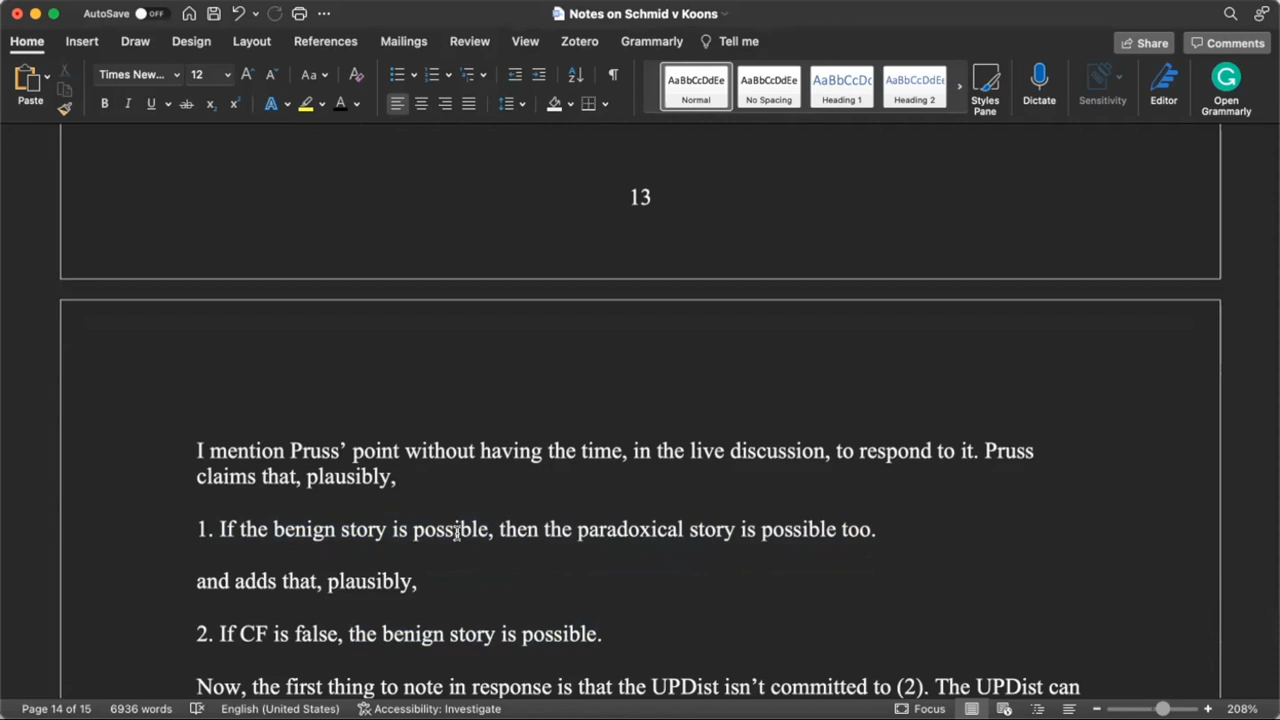 AutoSave OFF
Notes on Schmid v Koons
Home Insert Draw Design Layout References Mailings Review View Zotero Grammarly Tell me
Share Comments
Paste
Times New... 12 Aa
B I U ab x₂ x² A A
AaBbCcDdEe AaBbCcDdEe AaBbCcDc AaBbCcDdEe
Normal No Spacing Heading 1 Heading 2
Styles Pane
Dictate
Sensitivity
Editor
Open Grammarly
13
I mention Pruss’ point without having the time, in the live discussion, to respond to it. Pruss
claims that, plausibly,
1. If the benign story is possible, then the paradoxical story is possible too.
and adds that, plausibly,
2. If CF is false, the benign story is possible.
Now, the first thing to note in response is that the UPDist isn’t committed to (2). The UPDist can
Page 14 of 15 6936 words English (United States) Accessibility: Investigate Focus 208%